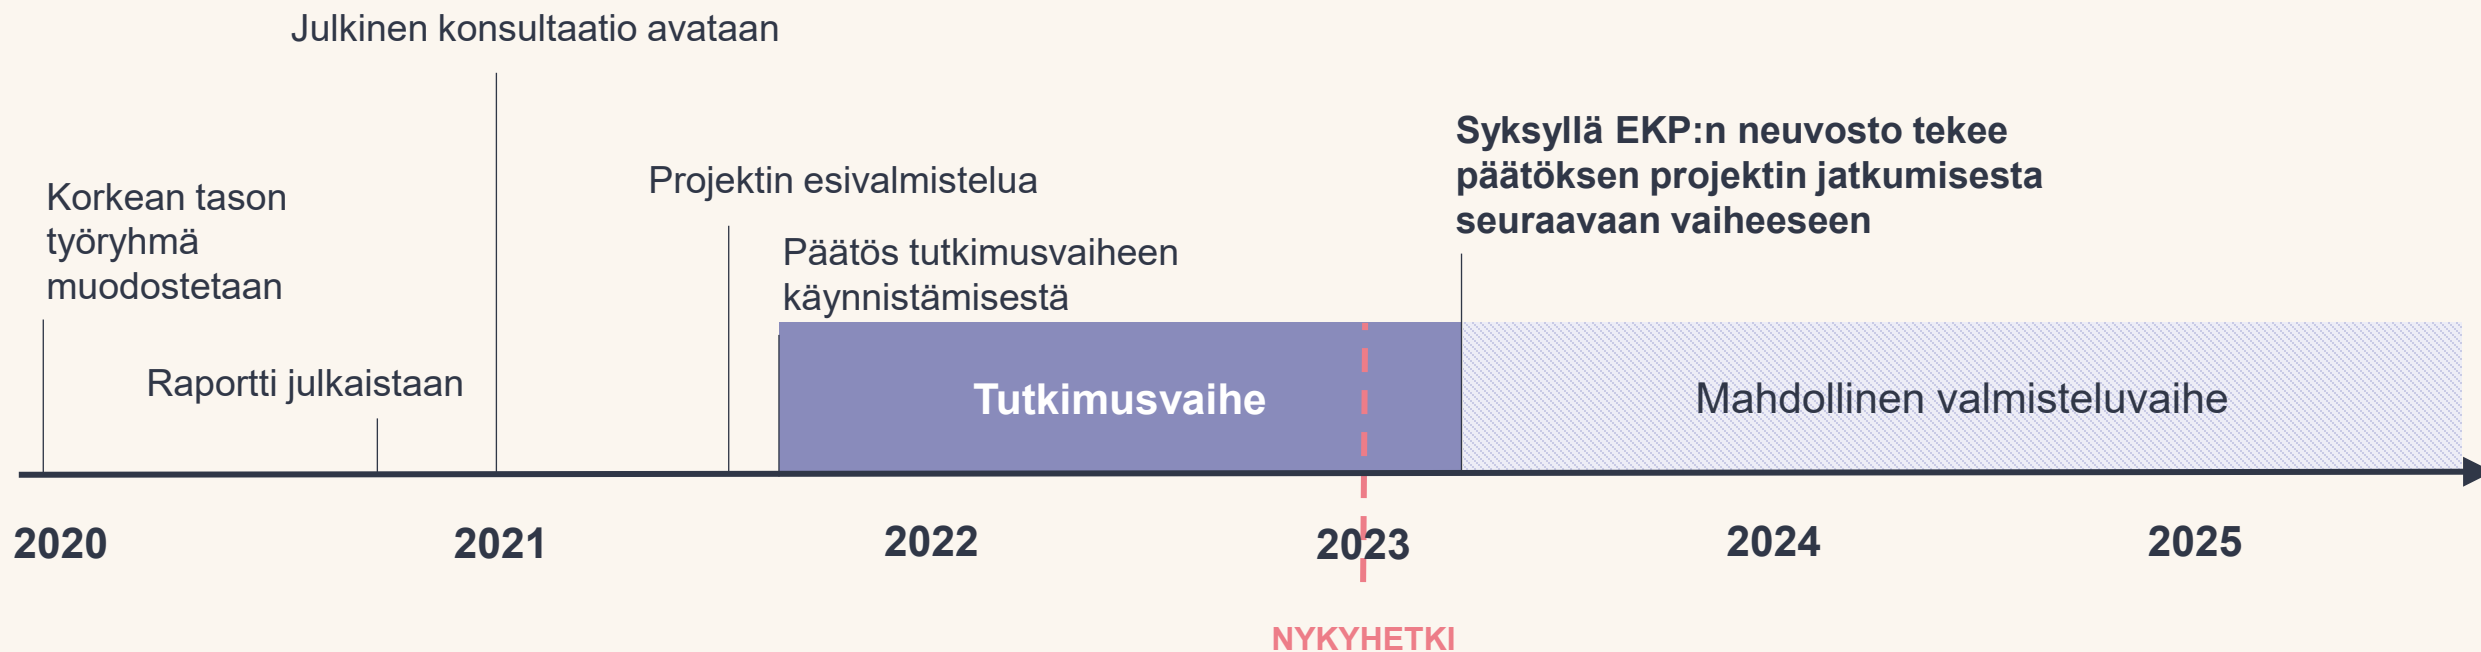 Julkinen konsultaatio avataan
Korkean tason
työryhmä
muodostetaan
Raportti julkaistaan
Projektin esivalmistelua
Päätös tutkimusvaiheen
käynnistämisestä
Syksyllä EKP:n neuvosto tekee
päätöksen projektin jatkumisesta
seuraavaan vaiheeseen
Tutkimusvaihe
Mahdollinen valmisteluvaihe
2020
2021
2022
2023
2024
2025
NYKYHETKI